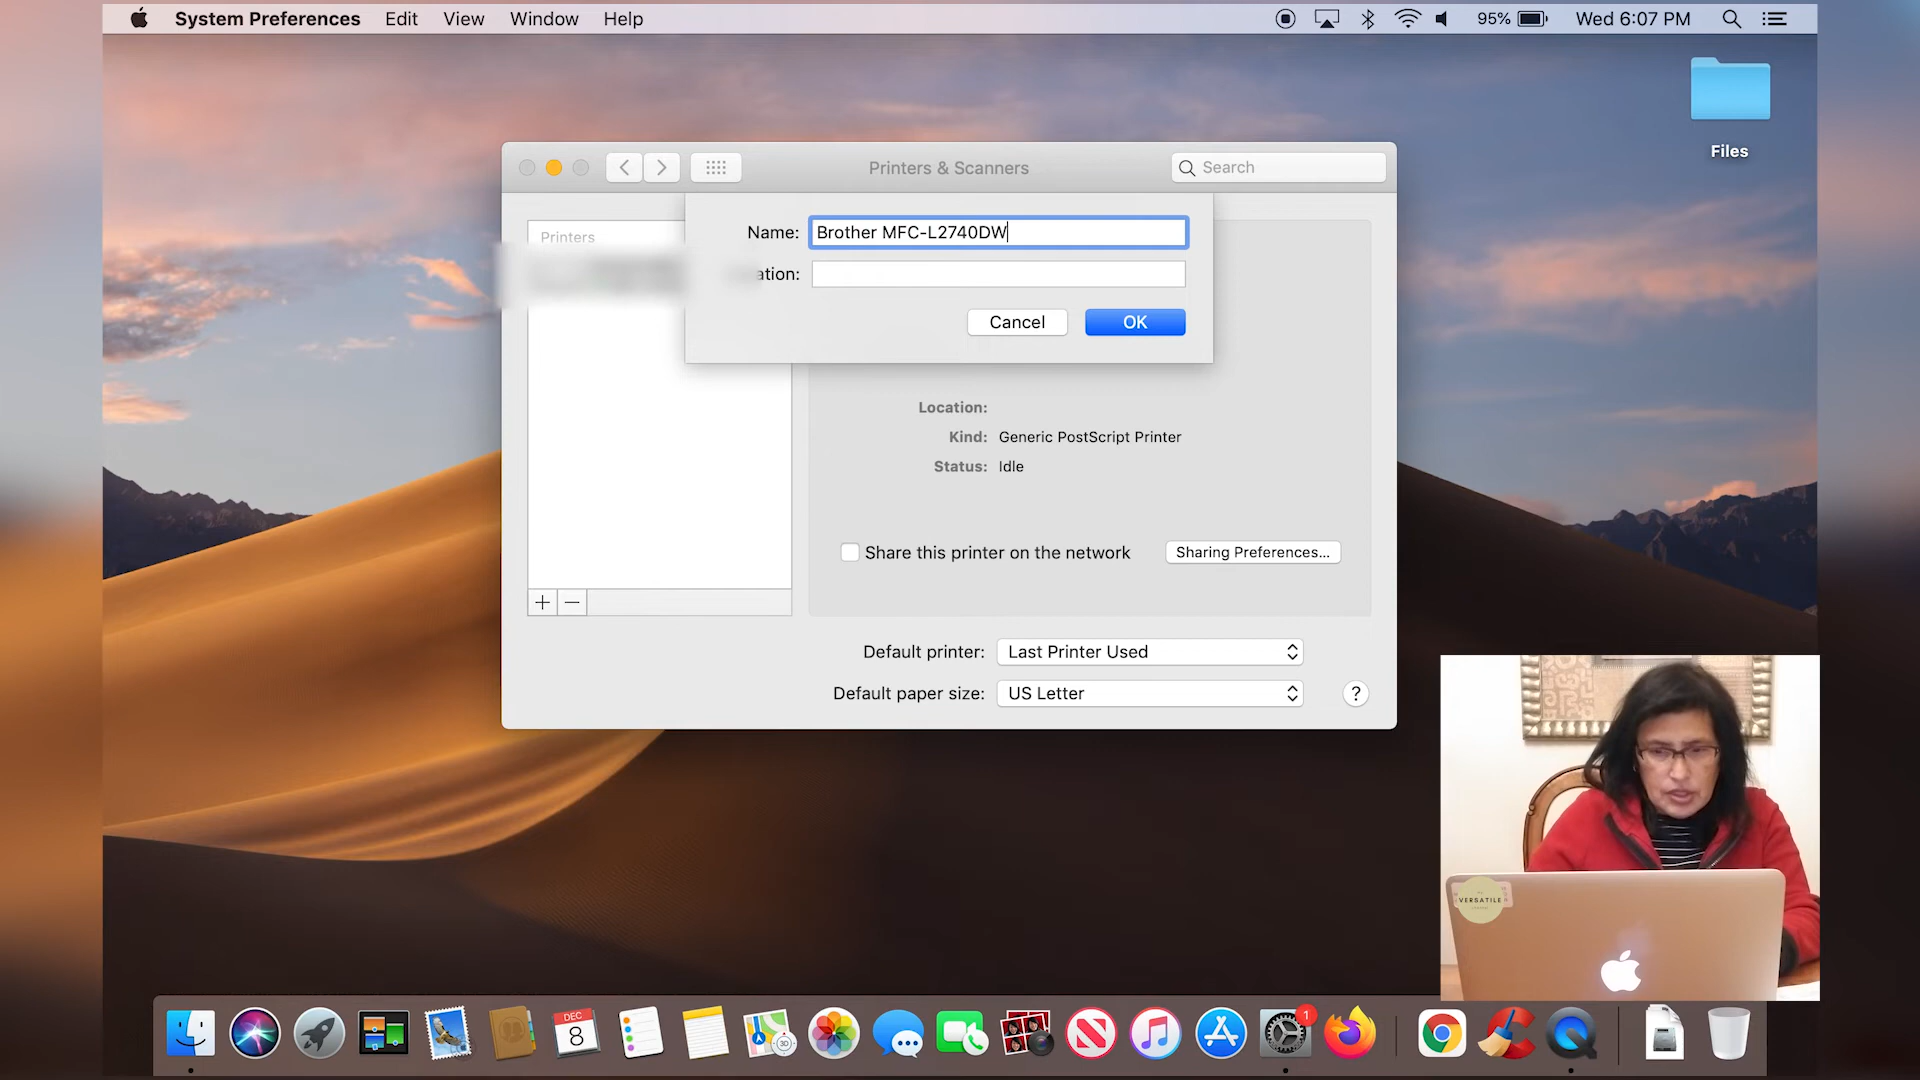 System Preferences Edit View Window Help 95% Wed 6:07 PM
Files
Printers & Scanners Search
Printers
Name: Brother MFC-L2740DW
ation:
Cancel OK
Location:
Kind: Generic PostScript Printer
Status: Idle
Share this printer on the network Sharing Preferences...
Default printer: Last Printer Used
Default paper size: US Letter ?
VERSATILE
DEC
8
3D
1